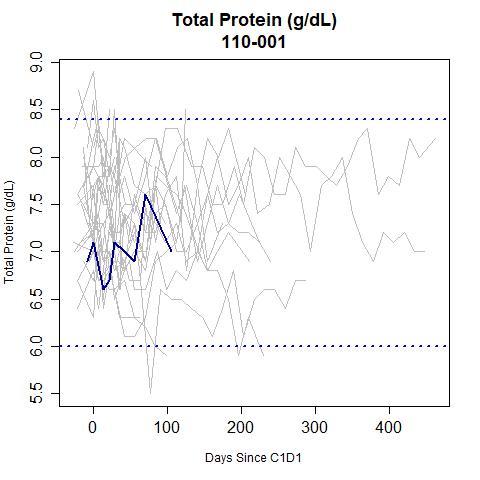 Total Protein (g/dL)
110-001
Total Protein (g/dL)
9.0
8.5
8.0
7.5
7.0
6.5
6.0
5.5
0 100 200 300 400
Days Since C1D1